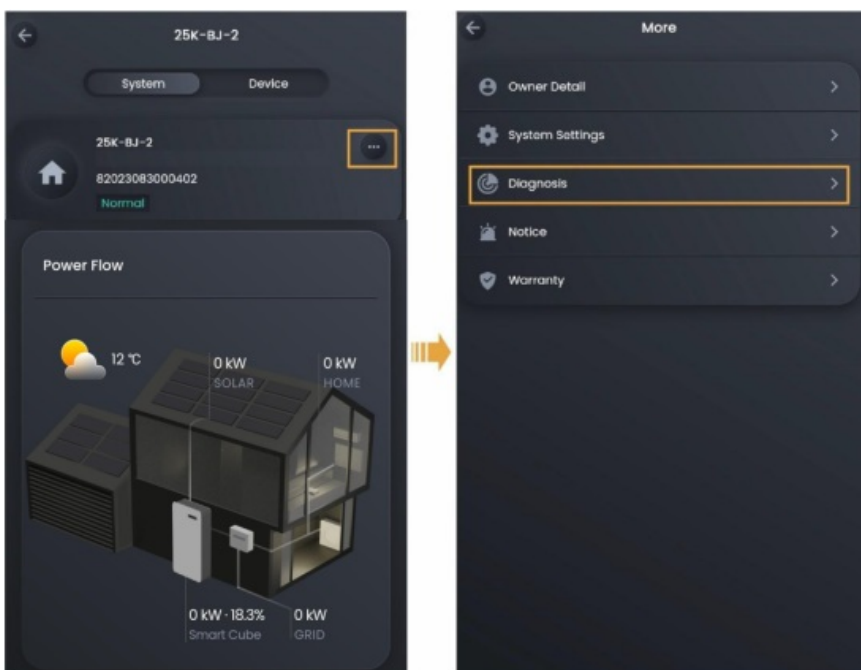 25K-BJ-2
System Device
25K-BJ-2
82023083000402
Normal
Power Flow
12 ℃
0 kW
SOLAR
0 kW
HOME
0 kW · 18.3%
Smart Cube
0 kW
GRID
More
Owner Detail
System Settings
Diagnosis
Notice
Warranty